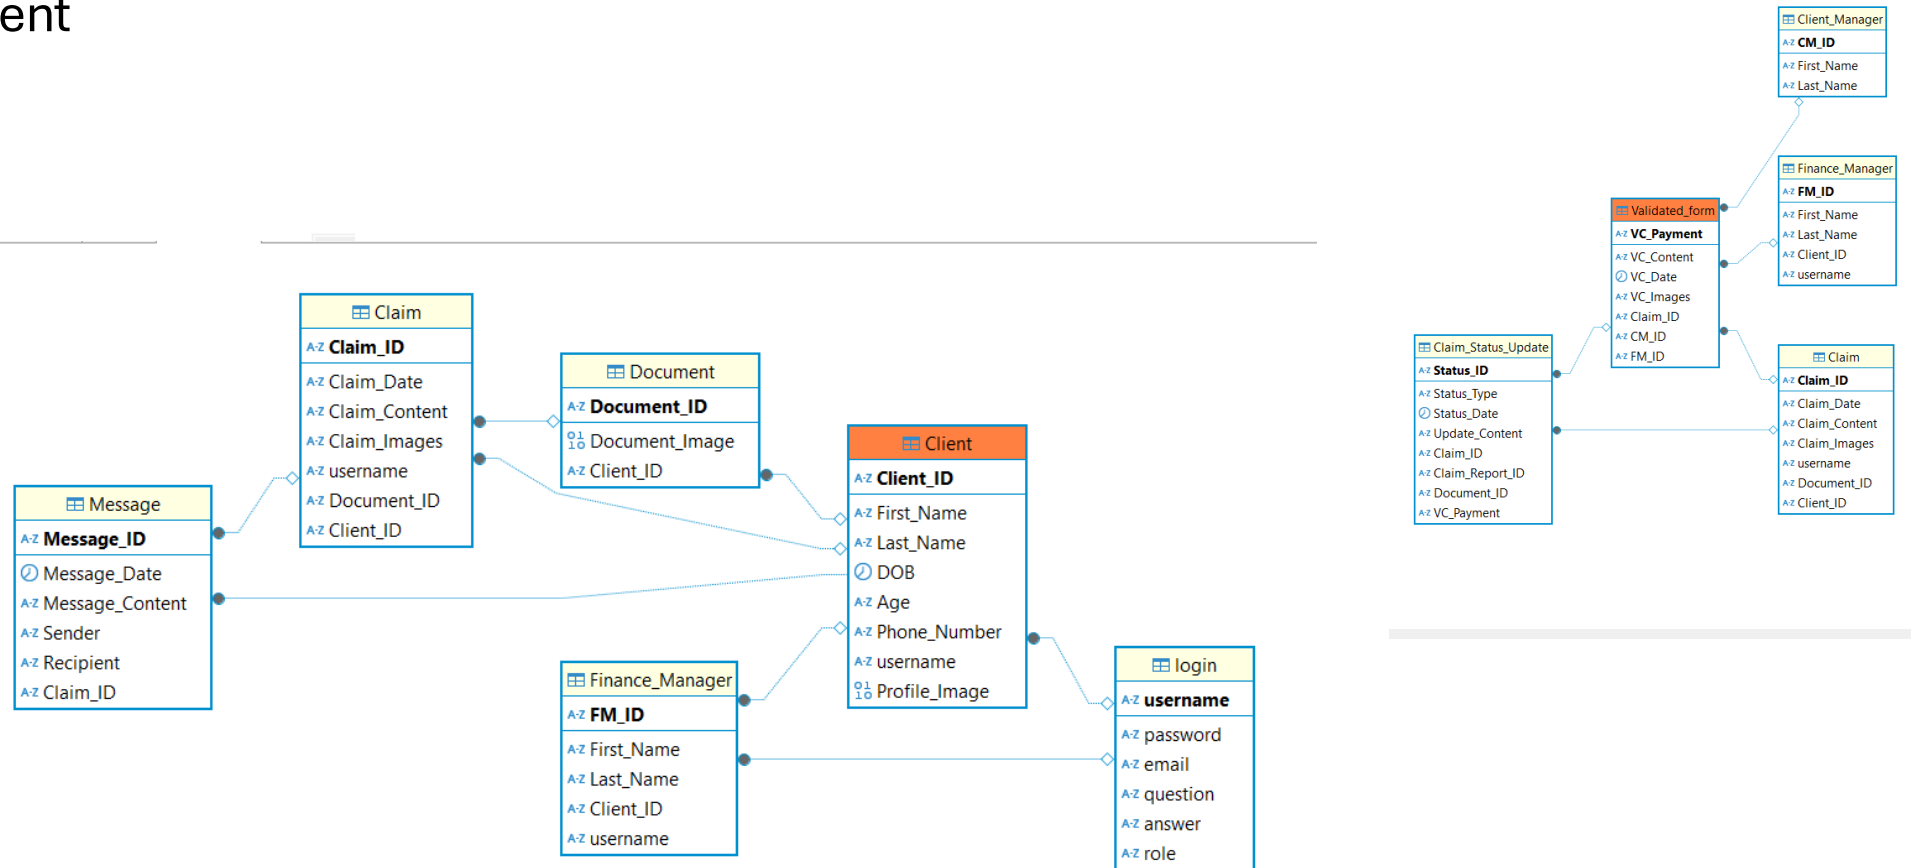 ent
Claim
Claim_ID
Claim_Date
Claim_Content
Claim_Images
username
Document_ID
Client_ID
Document
Document_ID
Document_Image
Client_ID
Client
Client_ID
First_Name
Last_Name
DOB
Age
Phone_Number
username
Profile_Image
Message
Message_ID
Message_Date
Message_Content
Sender
Recipient
Claim_ID
Finance_Manager
FM_ID
First_Name
Last_Name
Client_ID
username
login
username
password
email
question
answer
role
Client_Manager
CM_ID
First_Name
Last_Name
Finance_Manager
FM_ID
First_Name
Last_Name
Client_ID
username
Validated_form
VC_Payment
VC_Content
VC_Date
VC_Images
Claim_ID
CM_ID
FM_ID
Claim_Status_Update
Status_ID
Status_Type
Status_Date
Update_Content
Claim_ID
Claim_Report_ID
Document_ID
VC_Payment
Claim
Claim_ID
Claim_Date
Claim_Content
Claim_Images
username
Document_ID
Client_ID